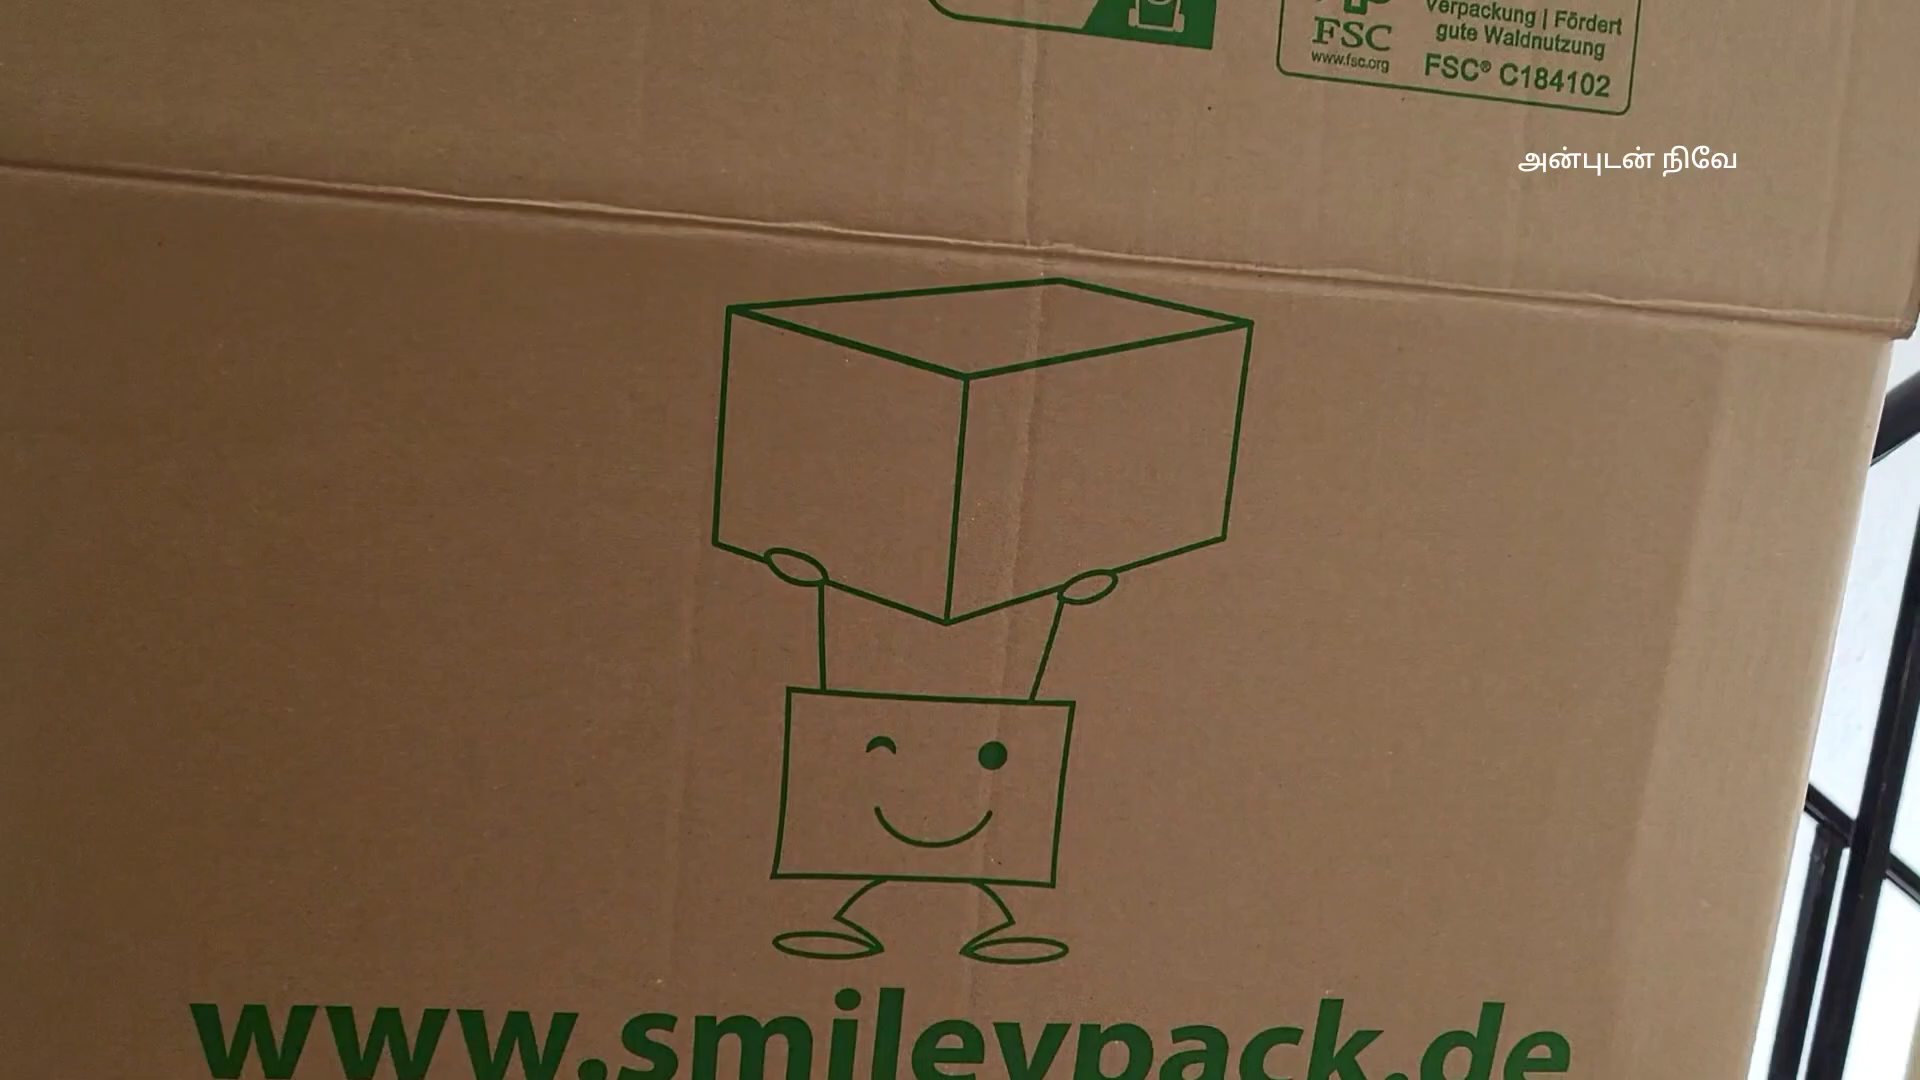 Verpackung | Fördert
gute Waldnutzung
FSC
www.fsc.org
FSC® C184102
அன்புடன் நிவே
www.smileypack.de